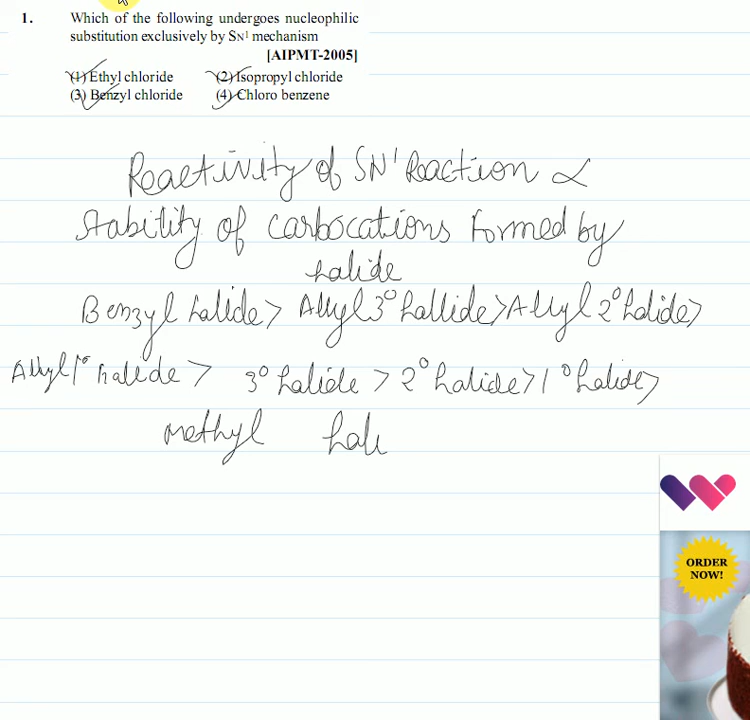 1. Which of the following undergoes nucleophilic
substitution exclusively by SN¹ mechanism
[AIPMT-2005]
(1) Ethyl chloride (2) Isopropyl chloride
(3) Benzyl chloride (4) Chloro benzene
Reactivity of SN¹ Reaction ∝
stability of carbocations formed by
halide
Benzyl halide > Allyl 3° hallide > Allyl 2° halide >
Allyl 1° halide > 3° halide > 2° halide > 1° halide >
methyl hali
ORDER
NOW!